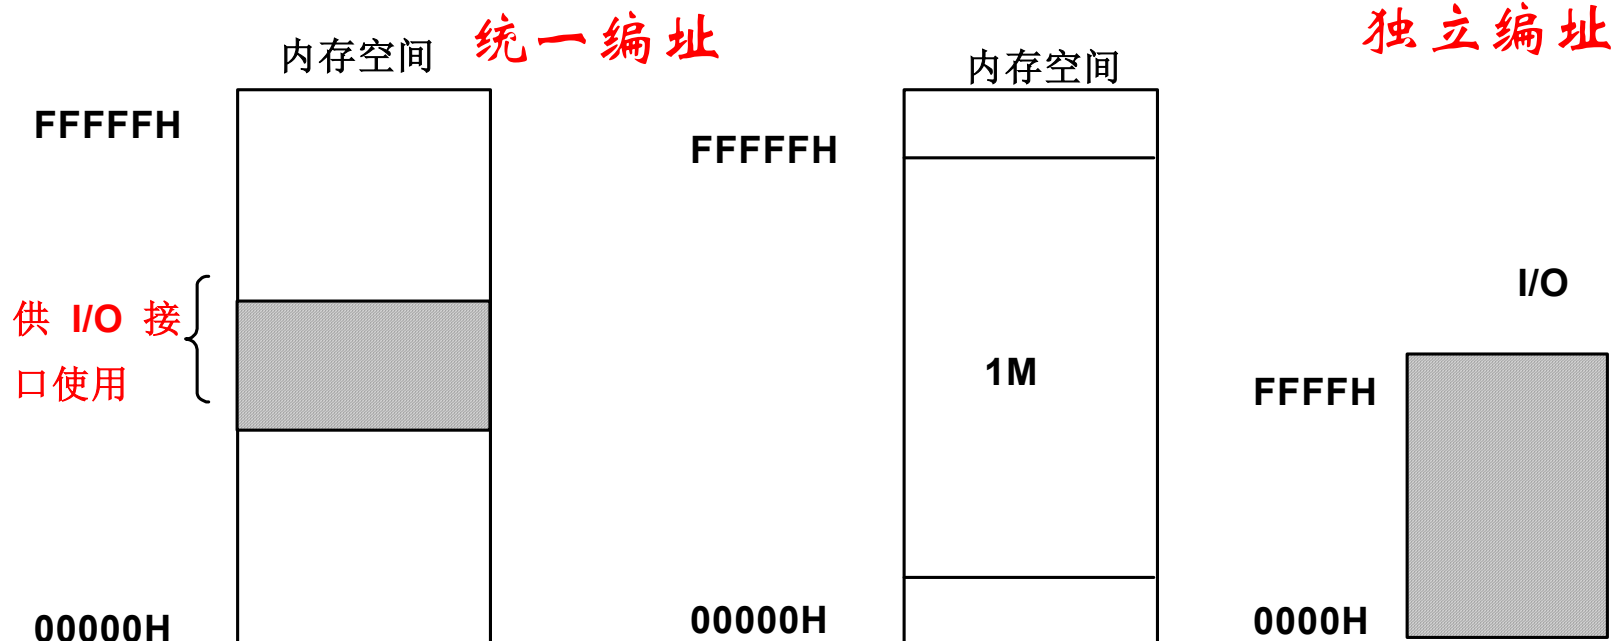 内存空间
统一编址
FFFFFH
供 I/O 接
口使用
00000H
内存空间
FFFFFH
1M
00000H
独立编址
I/O
FFFFH
0000H